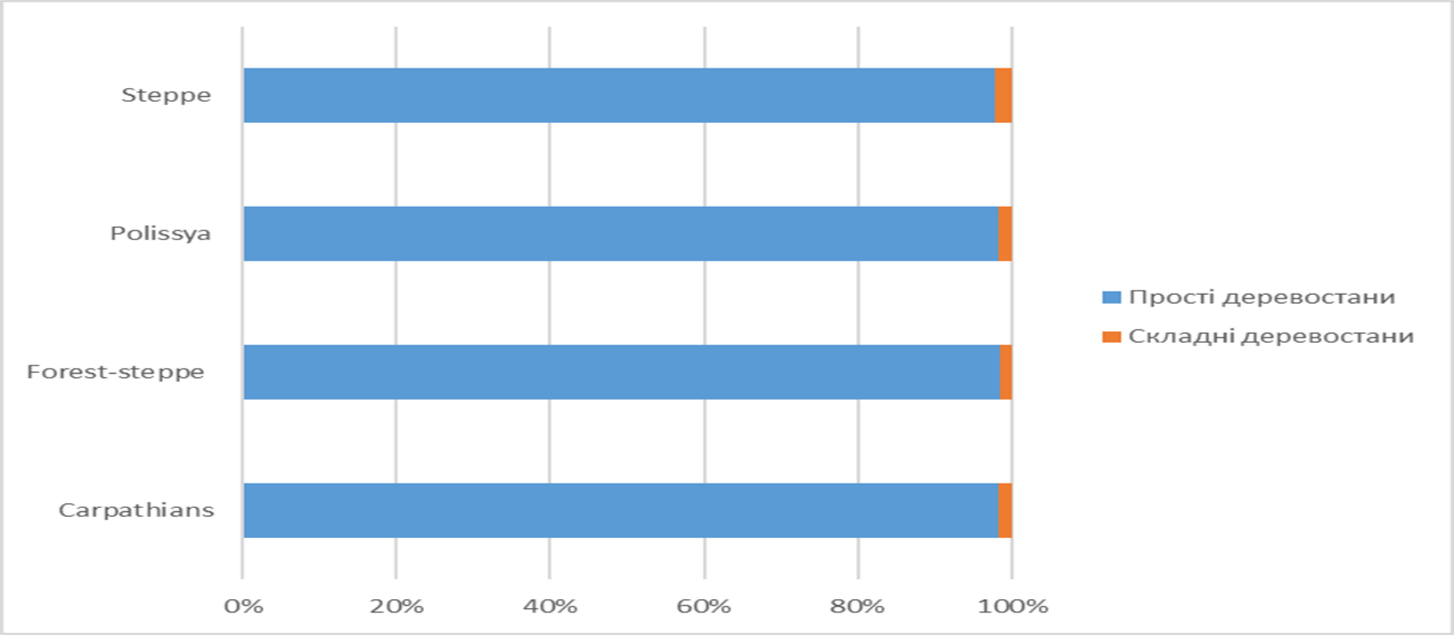 Steppe
Polissya
Forest-steppe
Carpathians
0% 20% 40% 60% 80% 100%
Прості деревостани
Складні деревостани